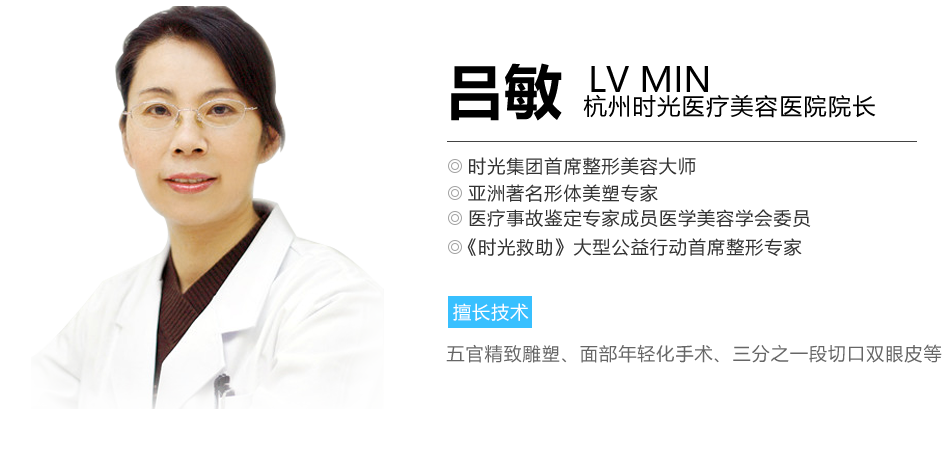 吕敏 LV MIN
杭州时光医疗美容医院院长
◎ 时光集团首席整形美容大师
◎ 亚洲著名形体美塑专家
◎ 医疗事故鉴定专家成员医学美容学会委员
◎《时光救助》大型公益行动首席整形专家
擅长技术
五官精致雕塑、面部年轻化手术、三分之一段切口双眼皮等